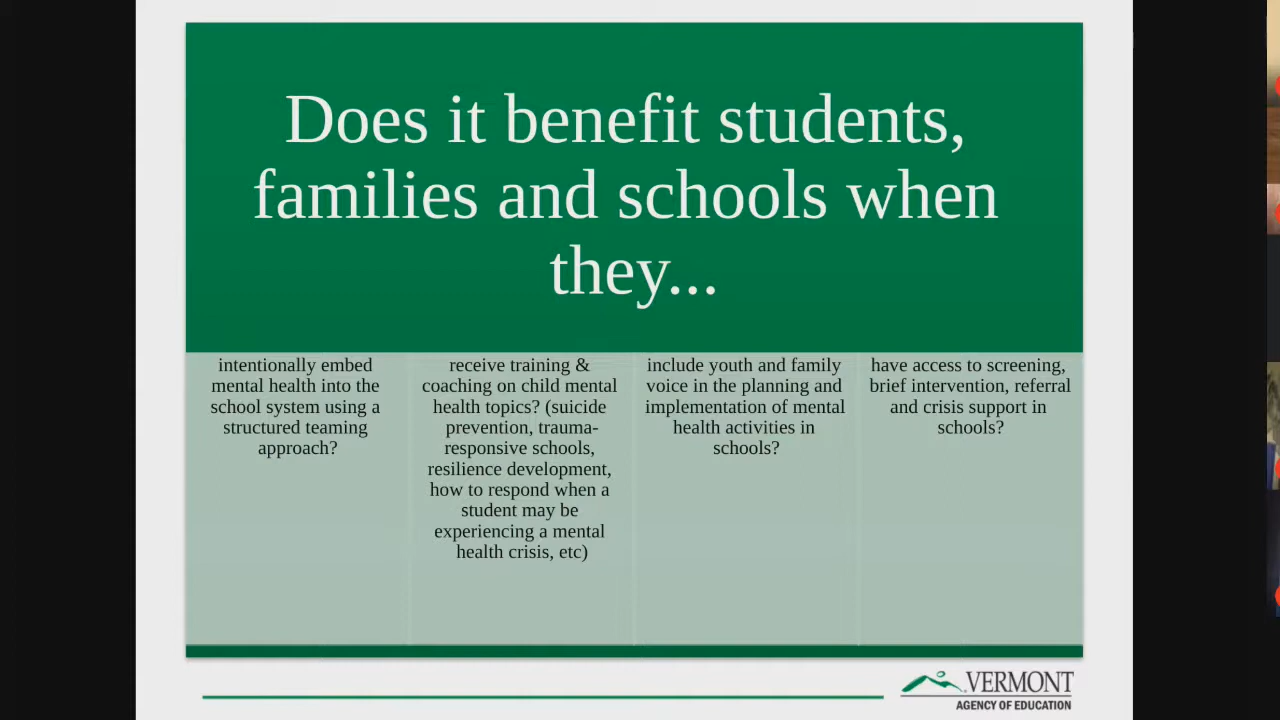 Does it benefit students,
families and schools when
they...
intentionally embed
mental health into the
school system using a
structured teaming
approach?
receive training &
coaching on child mental
health topics? (suicide
prevention, trauma-
responsive schools,
resilience development,
how to respond when a
student may be
experiencing a mental
health crisis, etc)
include youth and family
voice in the planning and
implementation of mental
health activities in
schools?
have access to screening,
brief intervention, referral
and crisis support in
schools?
VERMONT
AGENCY OF EDUCATION